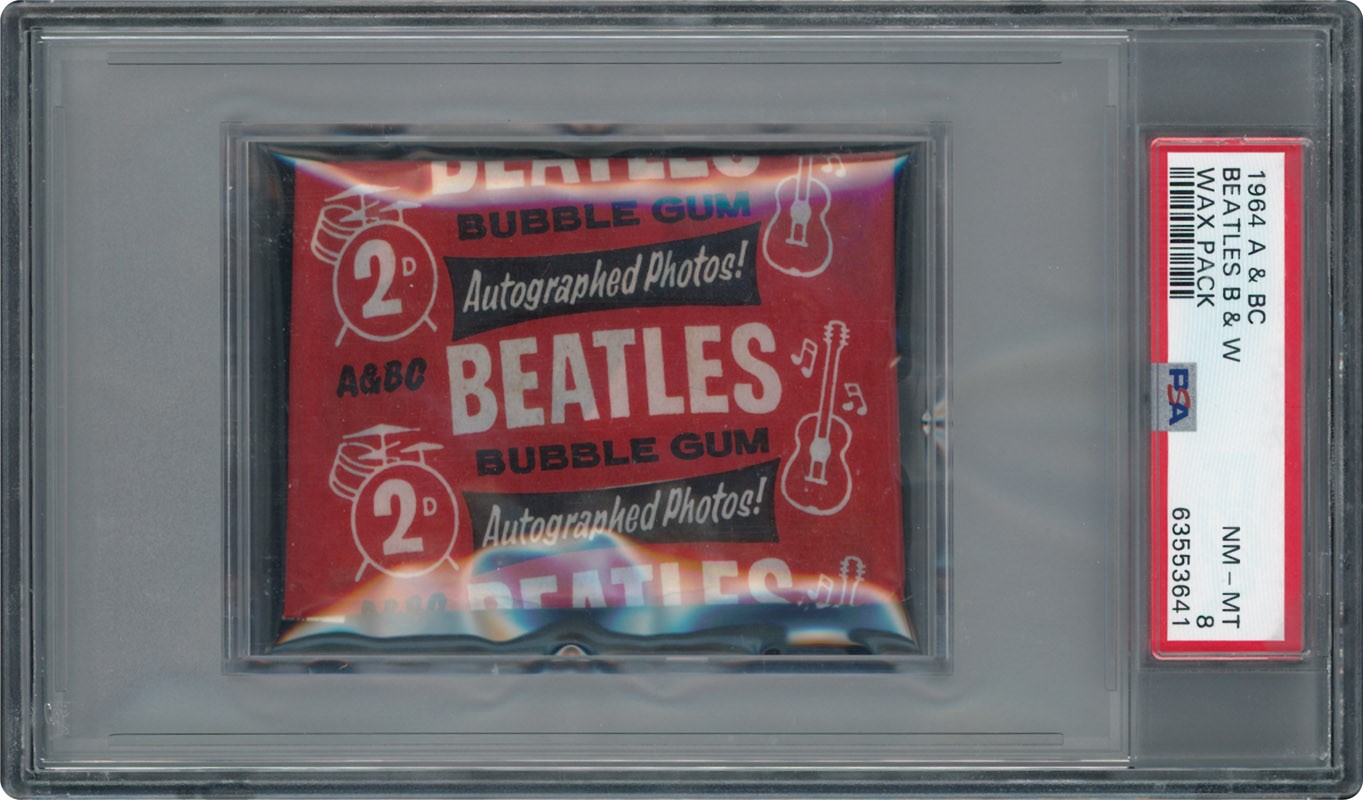 BEATLES
BUBBLE GUM
2D
Autographed Photos!
A&BC
BEATLES
BUBBLE GUM
2D
Autographed Photos!
A&BC
BEATLES
1964 A & BC
BEATLES B & W
WAX PACK
NM - MT
8
63553641
PSA